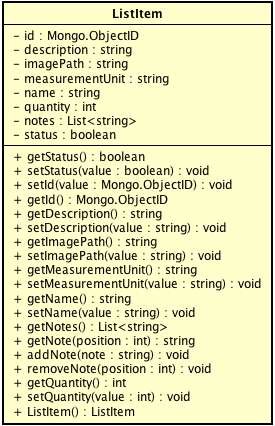 ListItem
- id : Mongo.ObjectID
- description : string
- imagePath : string
- measurementUnit : string
- name : string
- quantity : int
- notes : List<string>
- status : boolean
+ getStatus() : boolean
+ setStatus(value : boolean) : void
+ setId(value : Mongo.ObjectID) : void
+ getId() : Mongo.ObjectID
+ getDescription() : string
+ setDescription(value : string) : void
+ getImagePath() : string
+ setImagePath(value : string) : void
+ getMeasurementUnit() : string
+ setMeasurementUnit(value : string) : void
+ getName() : string
+ setName(value : string) : void
+ getNotes() : List<string>
+ getNote(position : int) : string
+ addNote(note : string) : void
+ removeNote(position : int) : void
+ getQuantity() : int
+ setQuantity(value : int) : void
+ ListItem() : ListItem